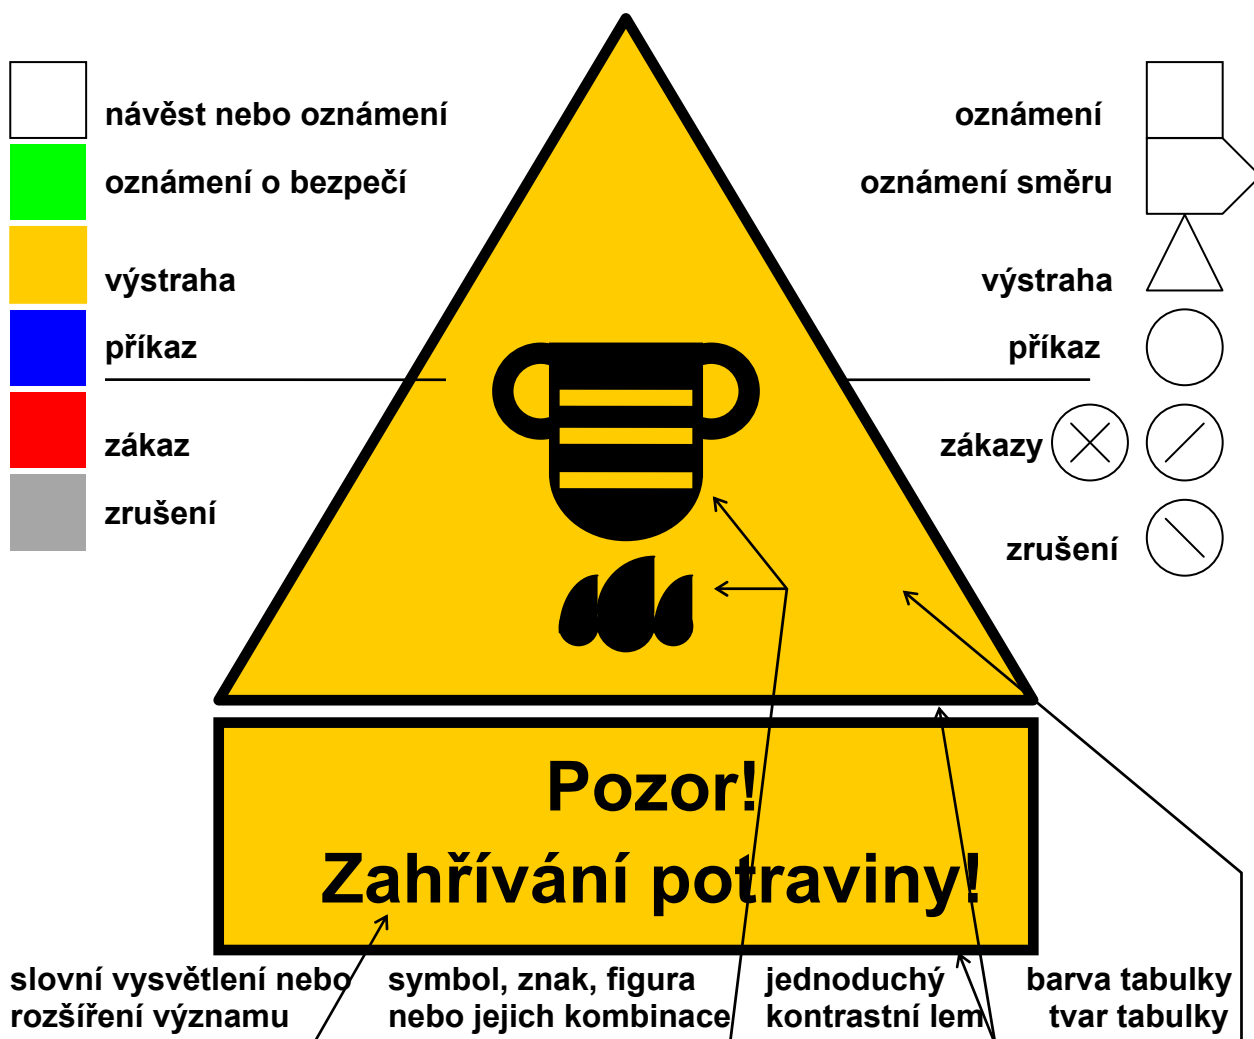 návěst nebo oznámení
oznámení o bezpečí
výstraha
příkaz
zákaz
zrušení
oznámení
oznámení směru
výstraha
příkaz
zákazy
zrušení
Pozor!
Zahřívání potraviny!
slovní vysvětlení nebo
rozšíření významu
symbol, znak, figura
nebo jejich kombinace
jednoduchý
kontrastní lem
barva tabulky
tvar tabulky